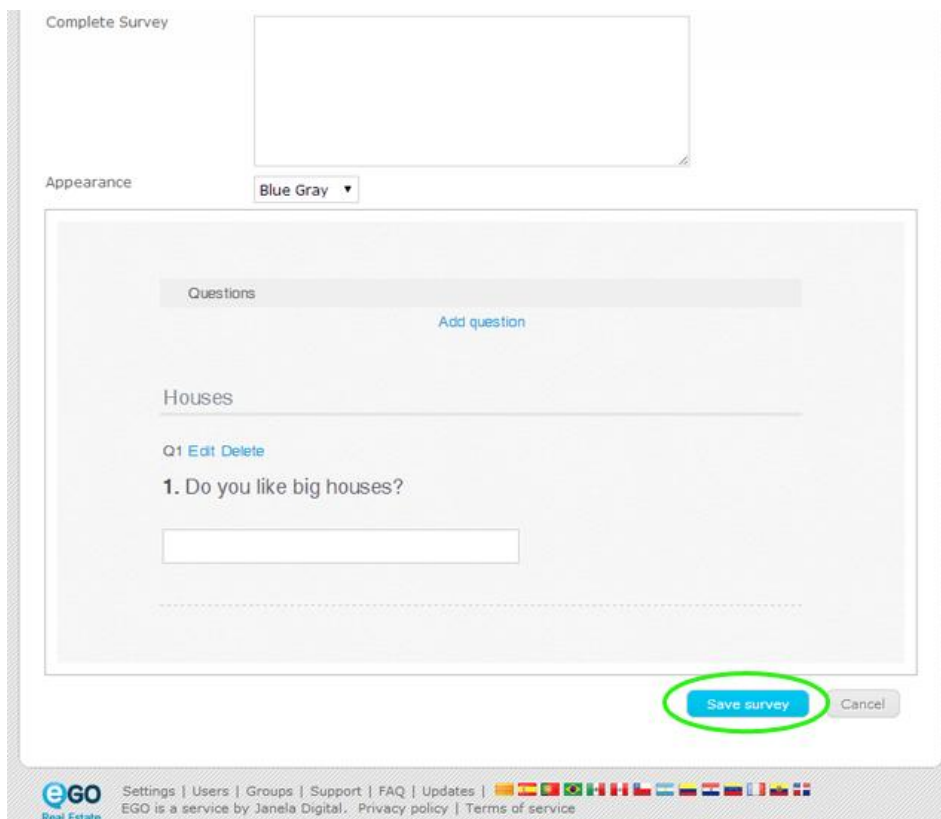 Complete Survey
Appearance
Blue Gray
Questions
Add question
Houses
Q1 Edit Delete
1. Do you like big houses?
Save survey
Cancel
eGO
Real Estate
Settings | Users | Groups | Support | FAQ | Updates |
EGO is a service by Janela Digital. Privacy policy | Terms of service